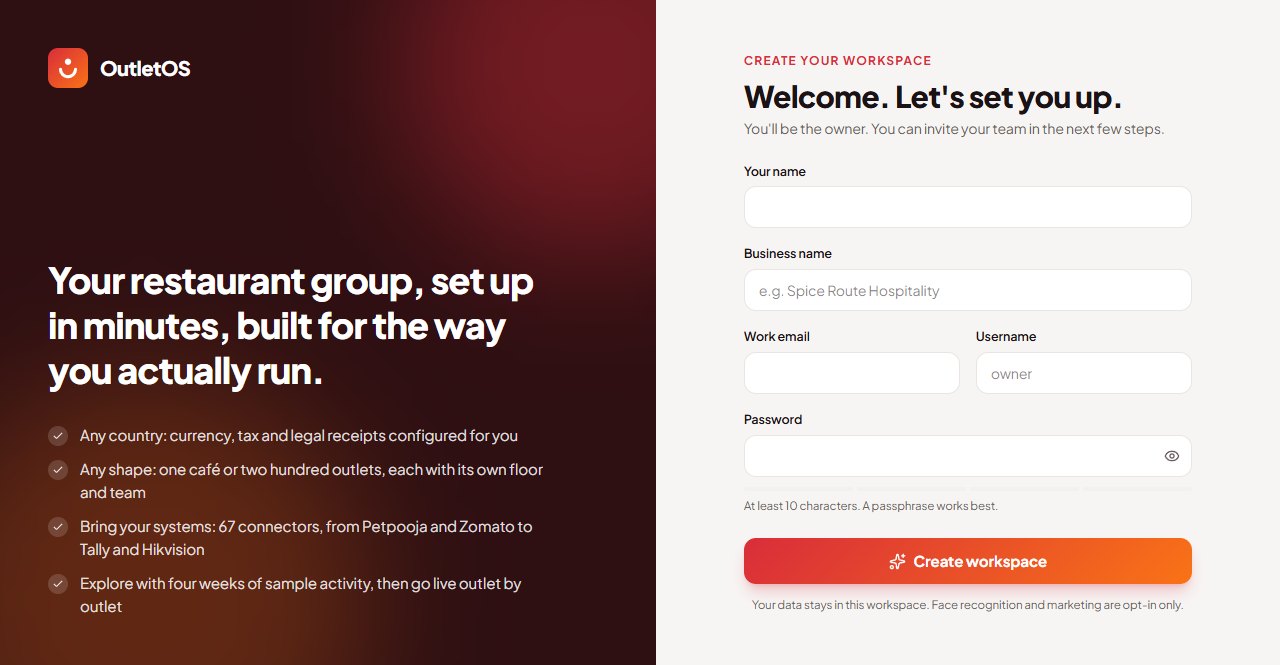 OutletOS
Your restaurant group, set up
in minutes, built for the way
you actually run.
Any country: currency, tax and legal receipts configured for you
Any shape: one café or two hundred outlets, each with its own floor
and team
Bring your systems: 67 connectors, from Petpooja and Zomato to
Tally and Hikvision
Explore with four weeks of sample activity, then go live outlet by
outlet
CREATE YOUR WORKSPACE
Welcome. Let's set you up.
You'll be the owner. You can invite your team in the next few steps.
Your name
Business name
e.g. Spice Route Hospitality
Work email
Username
owner
Password
At least 10 characters. A passphrase works best.
Create workspace
Your data stays in this workspace. Face recognition and marketing are opt-in only.